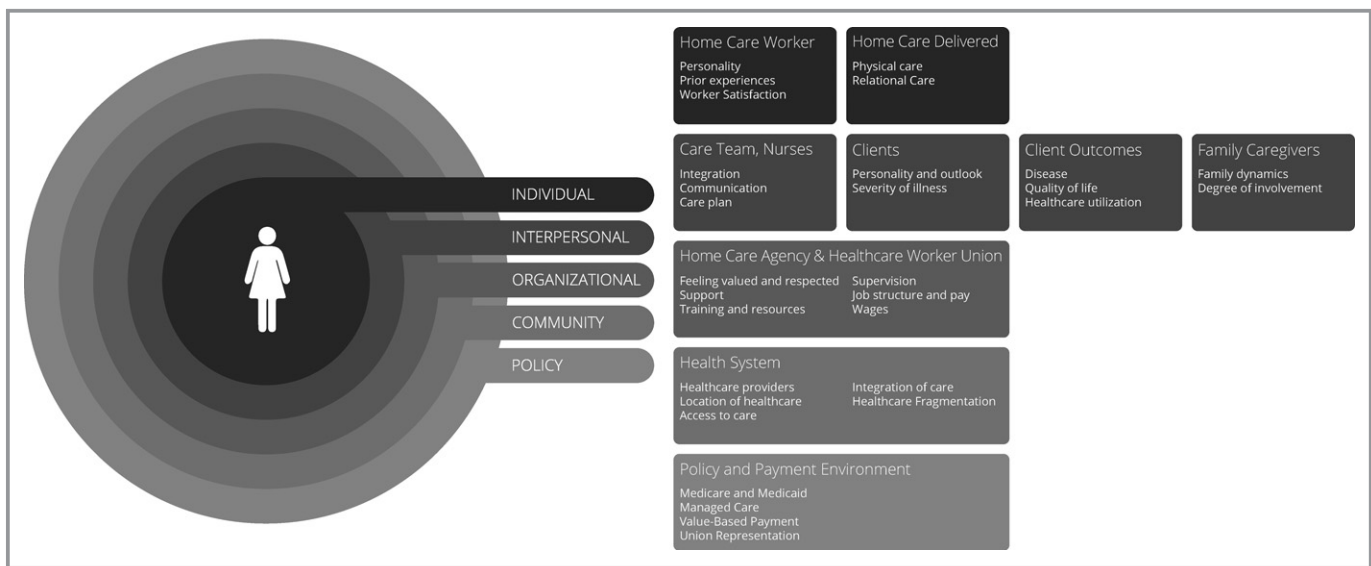 INDIVIDUAL
INTERPERSONAL
ORGANIZATIONAL
COMMUNITY
POLICY
Home Care Worker
Personality
Prior experiences
Worker Satisfaction
Home Care Delivered
Physical care
Relational Care
Care Team, Nurses
Integration
Communication
Care plan
Clients
Personality and outlook
Severity of illness
Client Outcomes
Disease
Quality of life
Healthcare utilization
Family Caregivers
Family dynamics
Degree of involvement
Home Care Agency & Healthcare Worker Union
Feeling valued and respected
Support
Training and resources
Supervision
Job structure and pay
Wages
Health System
Healthcare providers
Location of healthcare
Access to care
Integration of care
Healthcare Fragmentation
Policy and Payment Environment
Medicare and Medicaid
Managed Care
Value-Based Payment
Union Representation